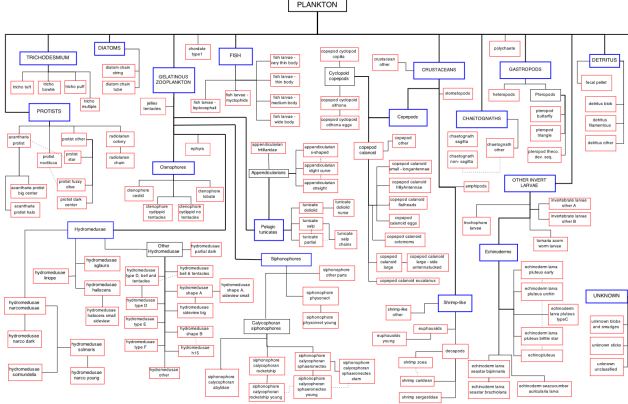 PLANKTON
TRICHODESMIUM
DIATOMS
GELATINOUS
ZOOPLANKTON
chordate
type1
FISH
crustacean
other
CRUSTACEANS
polychaete
GASTROPODS
DETRITUS
tricho tuft
tricho
bowtie
tricho puff
tricho
multiple
diatom chain
string
diatom chain
tube
jellies
tentacles
fish larvae -
leptocephali
fish larvae -
myctophids
fish larvae -
very thin body
fish larvae -
thin body
fish larvae -
medium body
fish larvae -
wide body
copepod cyclopoid
copilia
Cyclopoid
copepods
copepod cyclopoid
oithona
copepod cyclopoid
oithona eggs
Copepods
stomatopods
heteropods
Pteropods
pteropod
butterfly
pteropod
triangle
pteropod theco.
dev. seq.
fecal pellet
detritus blob
detritus
filamentous
detritus other
PROTISTS
acantharia
protist
protist
noctiluca
protist other
protist
star
radiolarian
colony
radiolarian
chain
acantharia protist
big center
acantharia
protist halo
protist fuzzy
olive
protist dark
center
ephyra
Ctenophores
ctenophore
cestid
ctenophore
cydippid
tentacles
ctenophore
cydippid no
tentacles
ctenophore
lobate
appendicularian
fritillaridae
Appendicularians
appendicularian
s-shaped
appendicularian
slight curve
appendicularian
straight
Pelagic
tunicates
tunicate
doliolid
tunicate
doliolid
nurse
tunicate
salp
tunicate
partial
tunicate
salp
chains
copepod
calanoid
copepod
other
copepod calanoid
small - longantennae
copepod calanoid
frillyAntennae
copepod calanoid
flatheads
copepod
calanoid eggs
copepod calanoid
octomoms
copepod
calanoid
large
copepod calanoid
large - side
antennatucked
copepod calanoid eucalanus
CHAETOGNATHS
chaetognath
sagitta
chaetognath
non- sagitta
chaetognath
other
amphipods
OTHER INVERT
LARVAE
trochophore
larvae
invertebrate larvae
other A
invertebrate larvae
other B
tornaria acorn
worm larvae
Echinoderms
echinoderm larva
pluteus early
echinoderm larva
pluteus urchin
echinoderm
larva pluteus
typeC
echinoderm larva
pluteus brittle star
echinopluteus
echinoderm larva
seastar bipinnaria
echinoderm larva
seastar brachiolaria
echinoderm seacucumber
auricularia larva
UNKNOWN
unknown blobs
and smudges
unknown sticks
unknown
unclassified
Hydromedusae
hydromedusae
narcomedusae
hydromedusae
narco dark
hydromedusae
solmundella
hydromedusae
liriope
hydromedusae
aglaura
hydromedusae
haliscera
hydromedusae
haliscera small
sideview
hydromedusae
solmaris
hydromedusae
narco young
Other
Hydromedusae
hydromedusae
partial dark
hydromedusae
type D, bell and
tentacles
hydromedusae
type D
hydromedusae
type E
hydromedusae
type F
hydromedusae
bell & tentacles
hydromedusae
shape A
hydromedusae
sideview big
hydromedusae
shape B
hydromedusae
h15
hydromedusae
other
hydromedusae
shape A
sideview small
Siphonophores
siphonophore
other parts
siphonophore
physonect
siphonophore
physonect young
Calycophoran
siphonophores
siphonophore
calycophoran
abylidae
siphonophore
calycophoran
rocketship
siphonophore
calycophoran
rocketship young
siphonophore
calycophoran
sphaeronectes
siphonophore
calycophoran
sphaeronectes
young
siphonophore
calycophoran
sphaeronectes
stem
Shrimp-like
shrimp-like
other
euphausiids
euphausiids
young
decapods
shrimp zoea
shrimp caridean
shrimp sergestidae